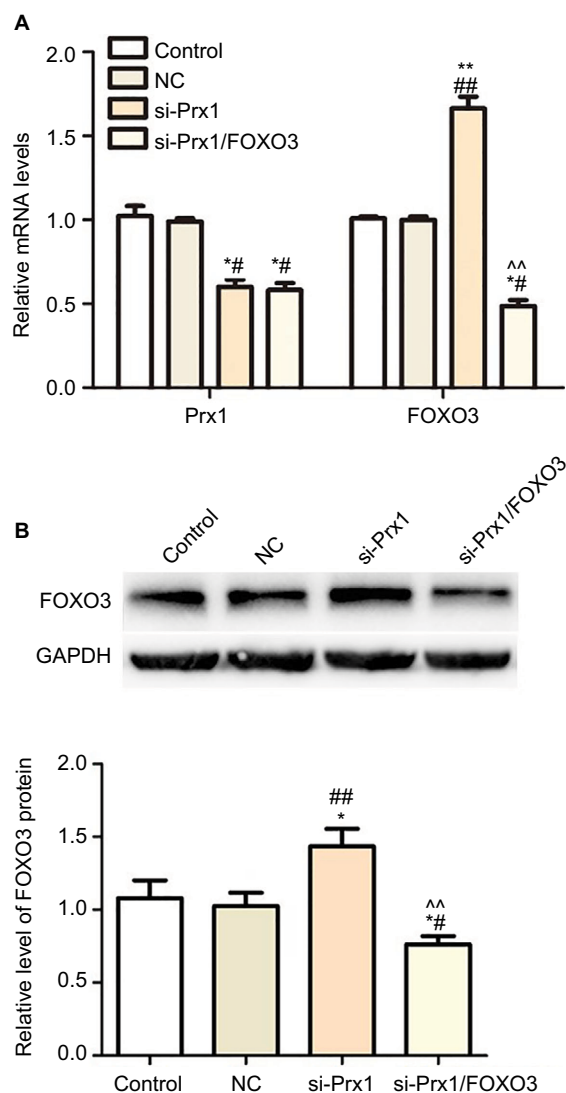 A
Relative mRNA levels
2.0
1.5
1.0
0.5
0.0
Control
NC
si-Prx1
si-Prx1/FOXO3
*#
*#
**
##
^^
*#
Prx1
FOXO3
B
Control
NC
si-Prx1
si-Prx1/FOXO3
FOXO3
GAPDH
Relative level of FOXO3 protein
2.0
1.5
1.0
0.5
0.0
##
*
^^
*#
Control
NC
si-Prx1
si-Prx1/FOXO3